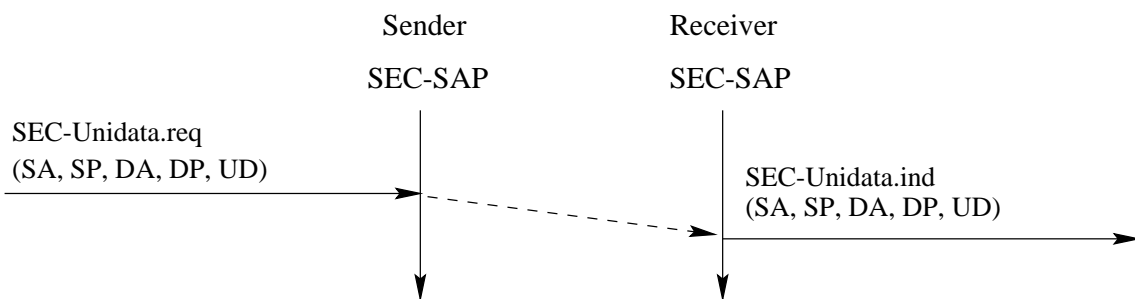 Sender
Receiver
SEC-SAP
SEC-SAP
SEC-Unidata.req
(SA, SP, DA, DP, UD)
SEC-Unidata.ind
(SA, SP, DA, DP, UD)